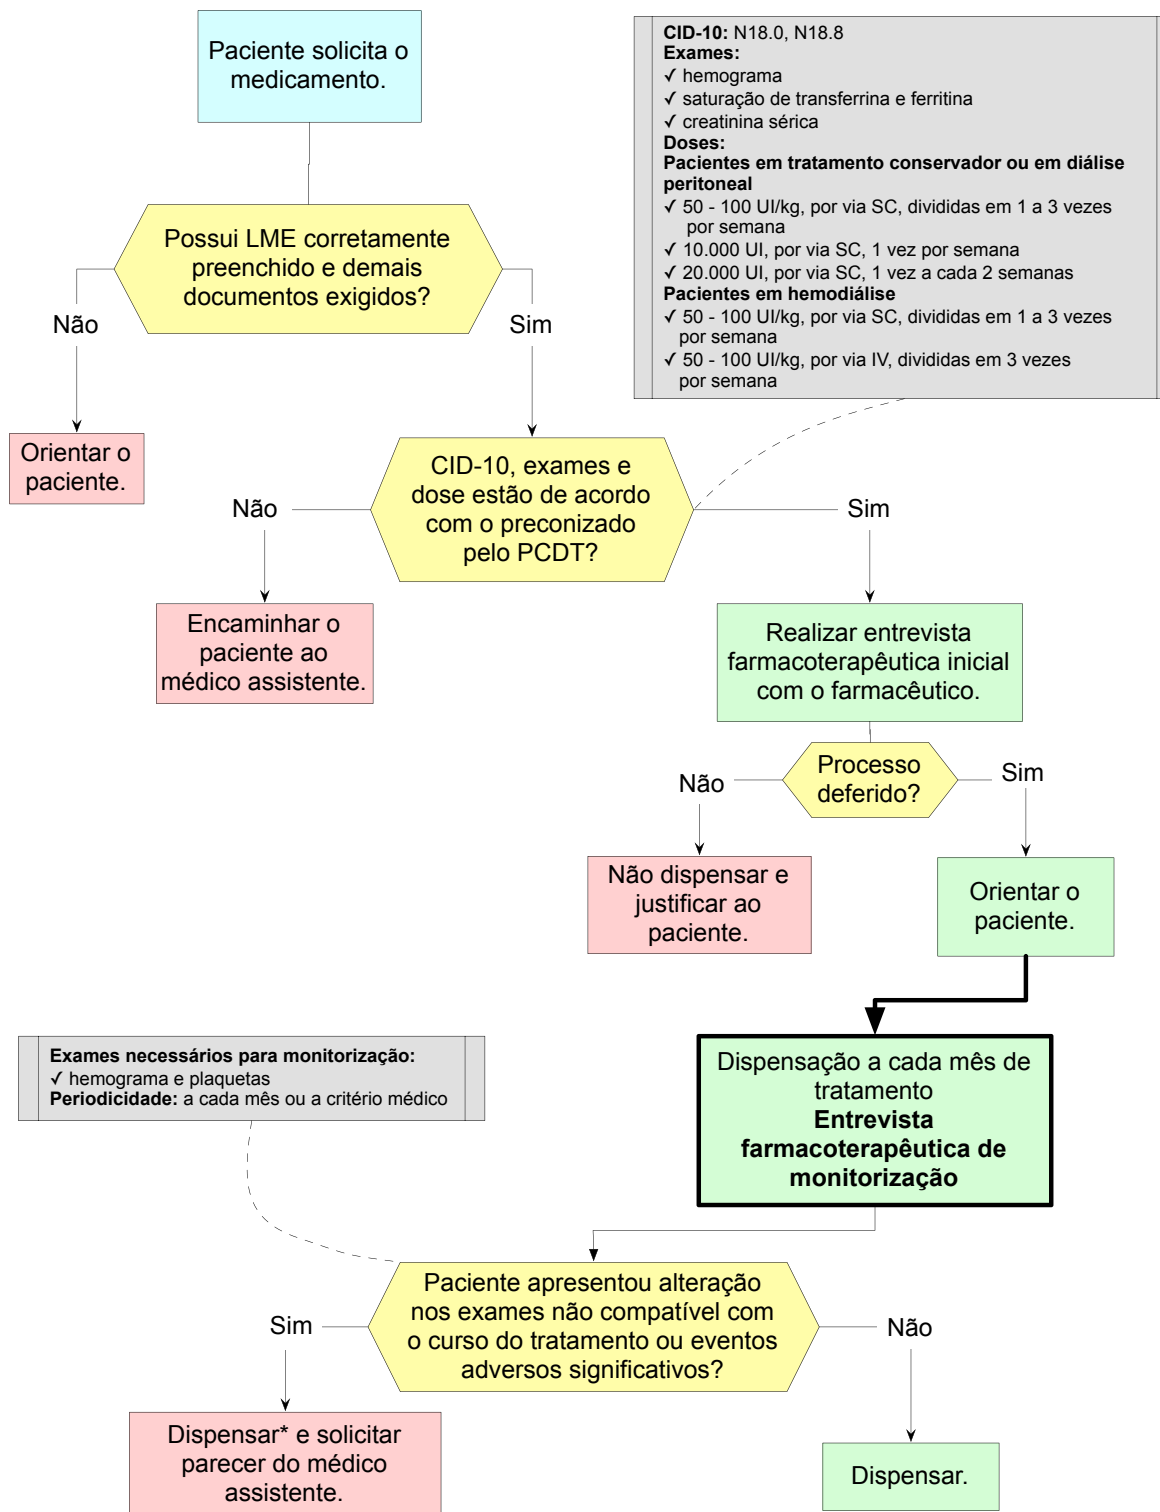 Paciente solicita o
medicamento.
CID-10: N18.0, N18.8
Exames:
✓ hemograma
✓ saturação de transferrina e ferritina
✓ creatinina sérica
Doses:
Pacientes em tratamento conservador ou em diálise
peritoneal
✓ 50 - 100 UI/kg, por via SC, divididas em 1 a 3 vezes
por semana
✓ 10.000 UI, por via SC, 1 vez por semana
✓ 20.000 UI, por via SC, 1 vez a cada 2 semanas
Pacientes em hemodiálise
✓ 50 - 100 UI/kg, por via SC, divididas em 1 a 3 vezes
por semana
✓ 50 - 100 UI/kg, por via IV, divididas em 3 vezes
por semana
Possui LME corretamente
preenchido e demais
documentos exigidos?
Não
Sim
Orientar o
paciente.
CID-10, exames e
dose estão de acordo
com o preconizado
pelo PCDT?
Não
Sim
Encaminhar o
paciente ao
médico assistente.
Realizar entrevista
farmacoterapêutica inicial
com o farmacêutico.
Processo
deferido?
Não
Sim
Não dispensar e
justificar ao
paciente.
Orientar o
paciente.
Exames necessários para monitorização:
✓ hemograma e plaquetas
Periodicidade: a cada mês ou a critério médico
Dispensação a cada mês de
tratamento
Entrevista
farmacoterapêutica de
monitorização
Paciente apresentou alteração
nos exames não compatível com
o curso do tratamento ou eventos
adversos significativos?
Sim
Não
Dispensar* e solicitar
parecer do médico
assistente.
Dispensar.